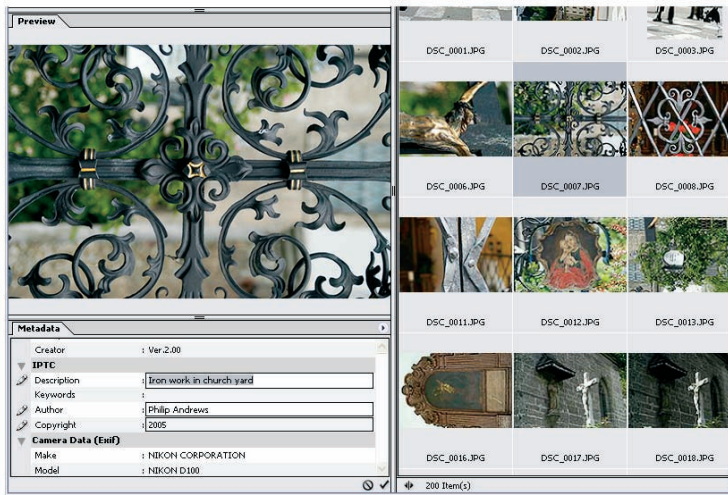 Preview
DSC_0001.JPG DSC_0002.JPG DSC_0003.JPG
DSC_0006.JPG DSC_0007.JPG DSC_0008.JPG
DSC_0011.JPG DSC_0012.JPG DSC_0013.JPG
DSC_0016.JPG DSC_0017.JPG DSC_0018.JPG
200 Item(s)
Metadata
Creator : Ver.2.00
IPTC
Description : Iron work in church yard
Keywords :
Author : Philip Andrews
Copyright : 2005
Camera Data (Exif)
Make : NIKON CORPORATION
Model : NIKON D100